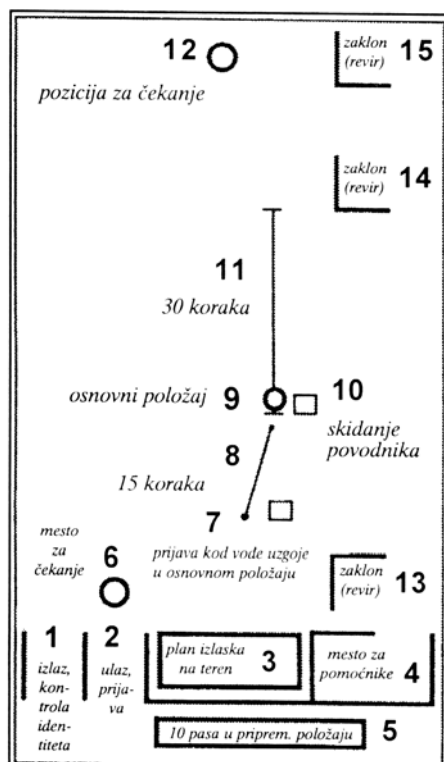 12
zaklon
(revir)
15
pozicija za čekanje
zaklon
(revir)
14
11
30 koraka
osnovni položaj
9
10
skidanje
povodnika
8
15 koraka
7
mesto
za
čekanje
6
prijava kod vođe uzgoje
u osnovnom položaju
zaklon
(revir)
13
1
izlaz,
kon-
trola
iden-
titeta
2
ulaz,
prija-
va
plan izlaska
na teren
3
mesto za
pomoćnike
4
10 pasa u priprem. položaju
5